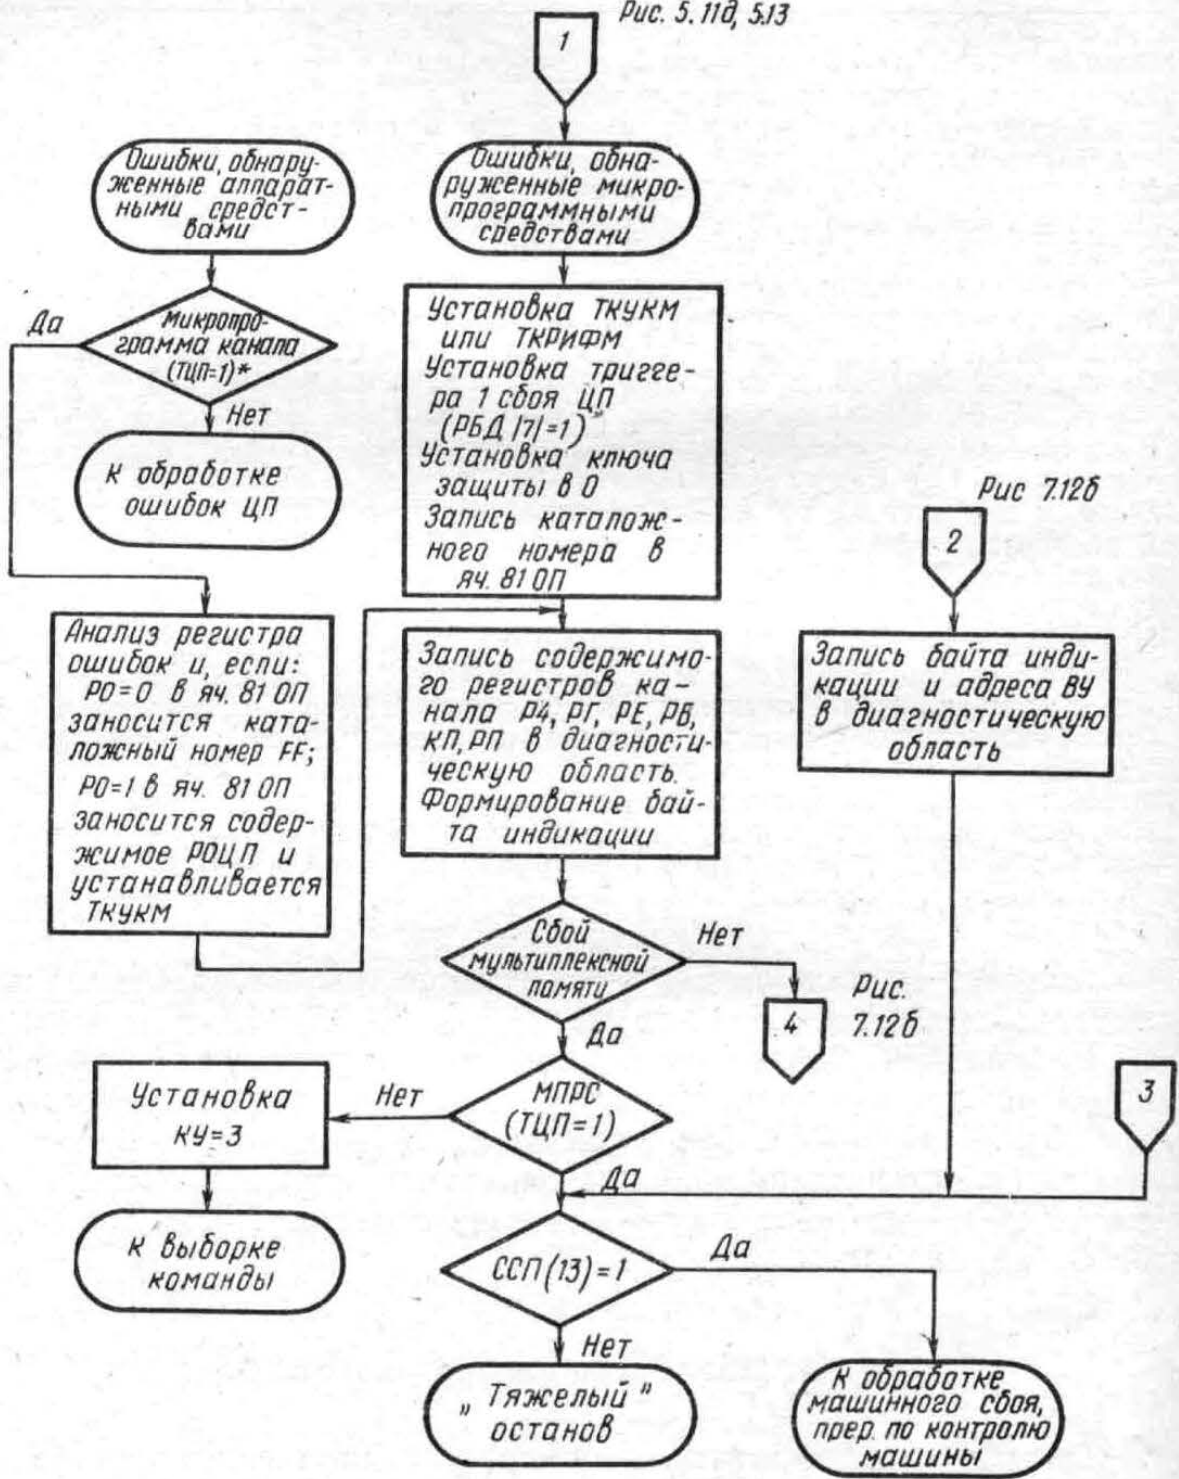 Рис. 5.11д, 5.13
1
Ошибки, обнару-
женные аппарат-
ными средст-
вами
Ошибки, обна-
руженные микро-
программными
средствами
Да
Микропро-
грамма канала
(ТЦП=1)*
Нет
К обработке
ошибок ЦП
Установка ТКУКМ
или ТКРИФМ
Установка тригге-
ра 1 сбоя ЦП
(РБД |7|=1)*
Установка ключа
защиты в 0
Запись каталож-
ного номера в
яч. 81 ОП
Рис 7.12б
2
Анализ регистра
ошибок и, если:
РО=0 в яч. 81 ОП
заносится ката-
ложный номер FF;
РО=1 в яч. 81 ОП
заносится содер-
жимое РОЦП и
устанавливается
ТКУКМ
Запись содержимо-
го регистров ка-
нала РА, РГ, РЕ, РВ,
КП, РП в диагности-
ческую область.
Формирование бай-
та индикации
Запись байта инди-
кации и адреса ВУ
в диагностическую
область
Сбой
мультиплексной
памяти
Нет
4
Рис.
7.12б
Да
Установка
КУ=3
Нет
МПРС
(ТЦП=1)
3
Да
К выборке
команды
ССП(13)=1
Да
Нет
„Тяжелый"
останов
К обработке
машинного сбоя,
прер. по контролю
машины